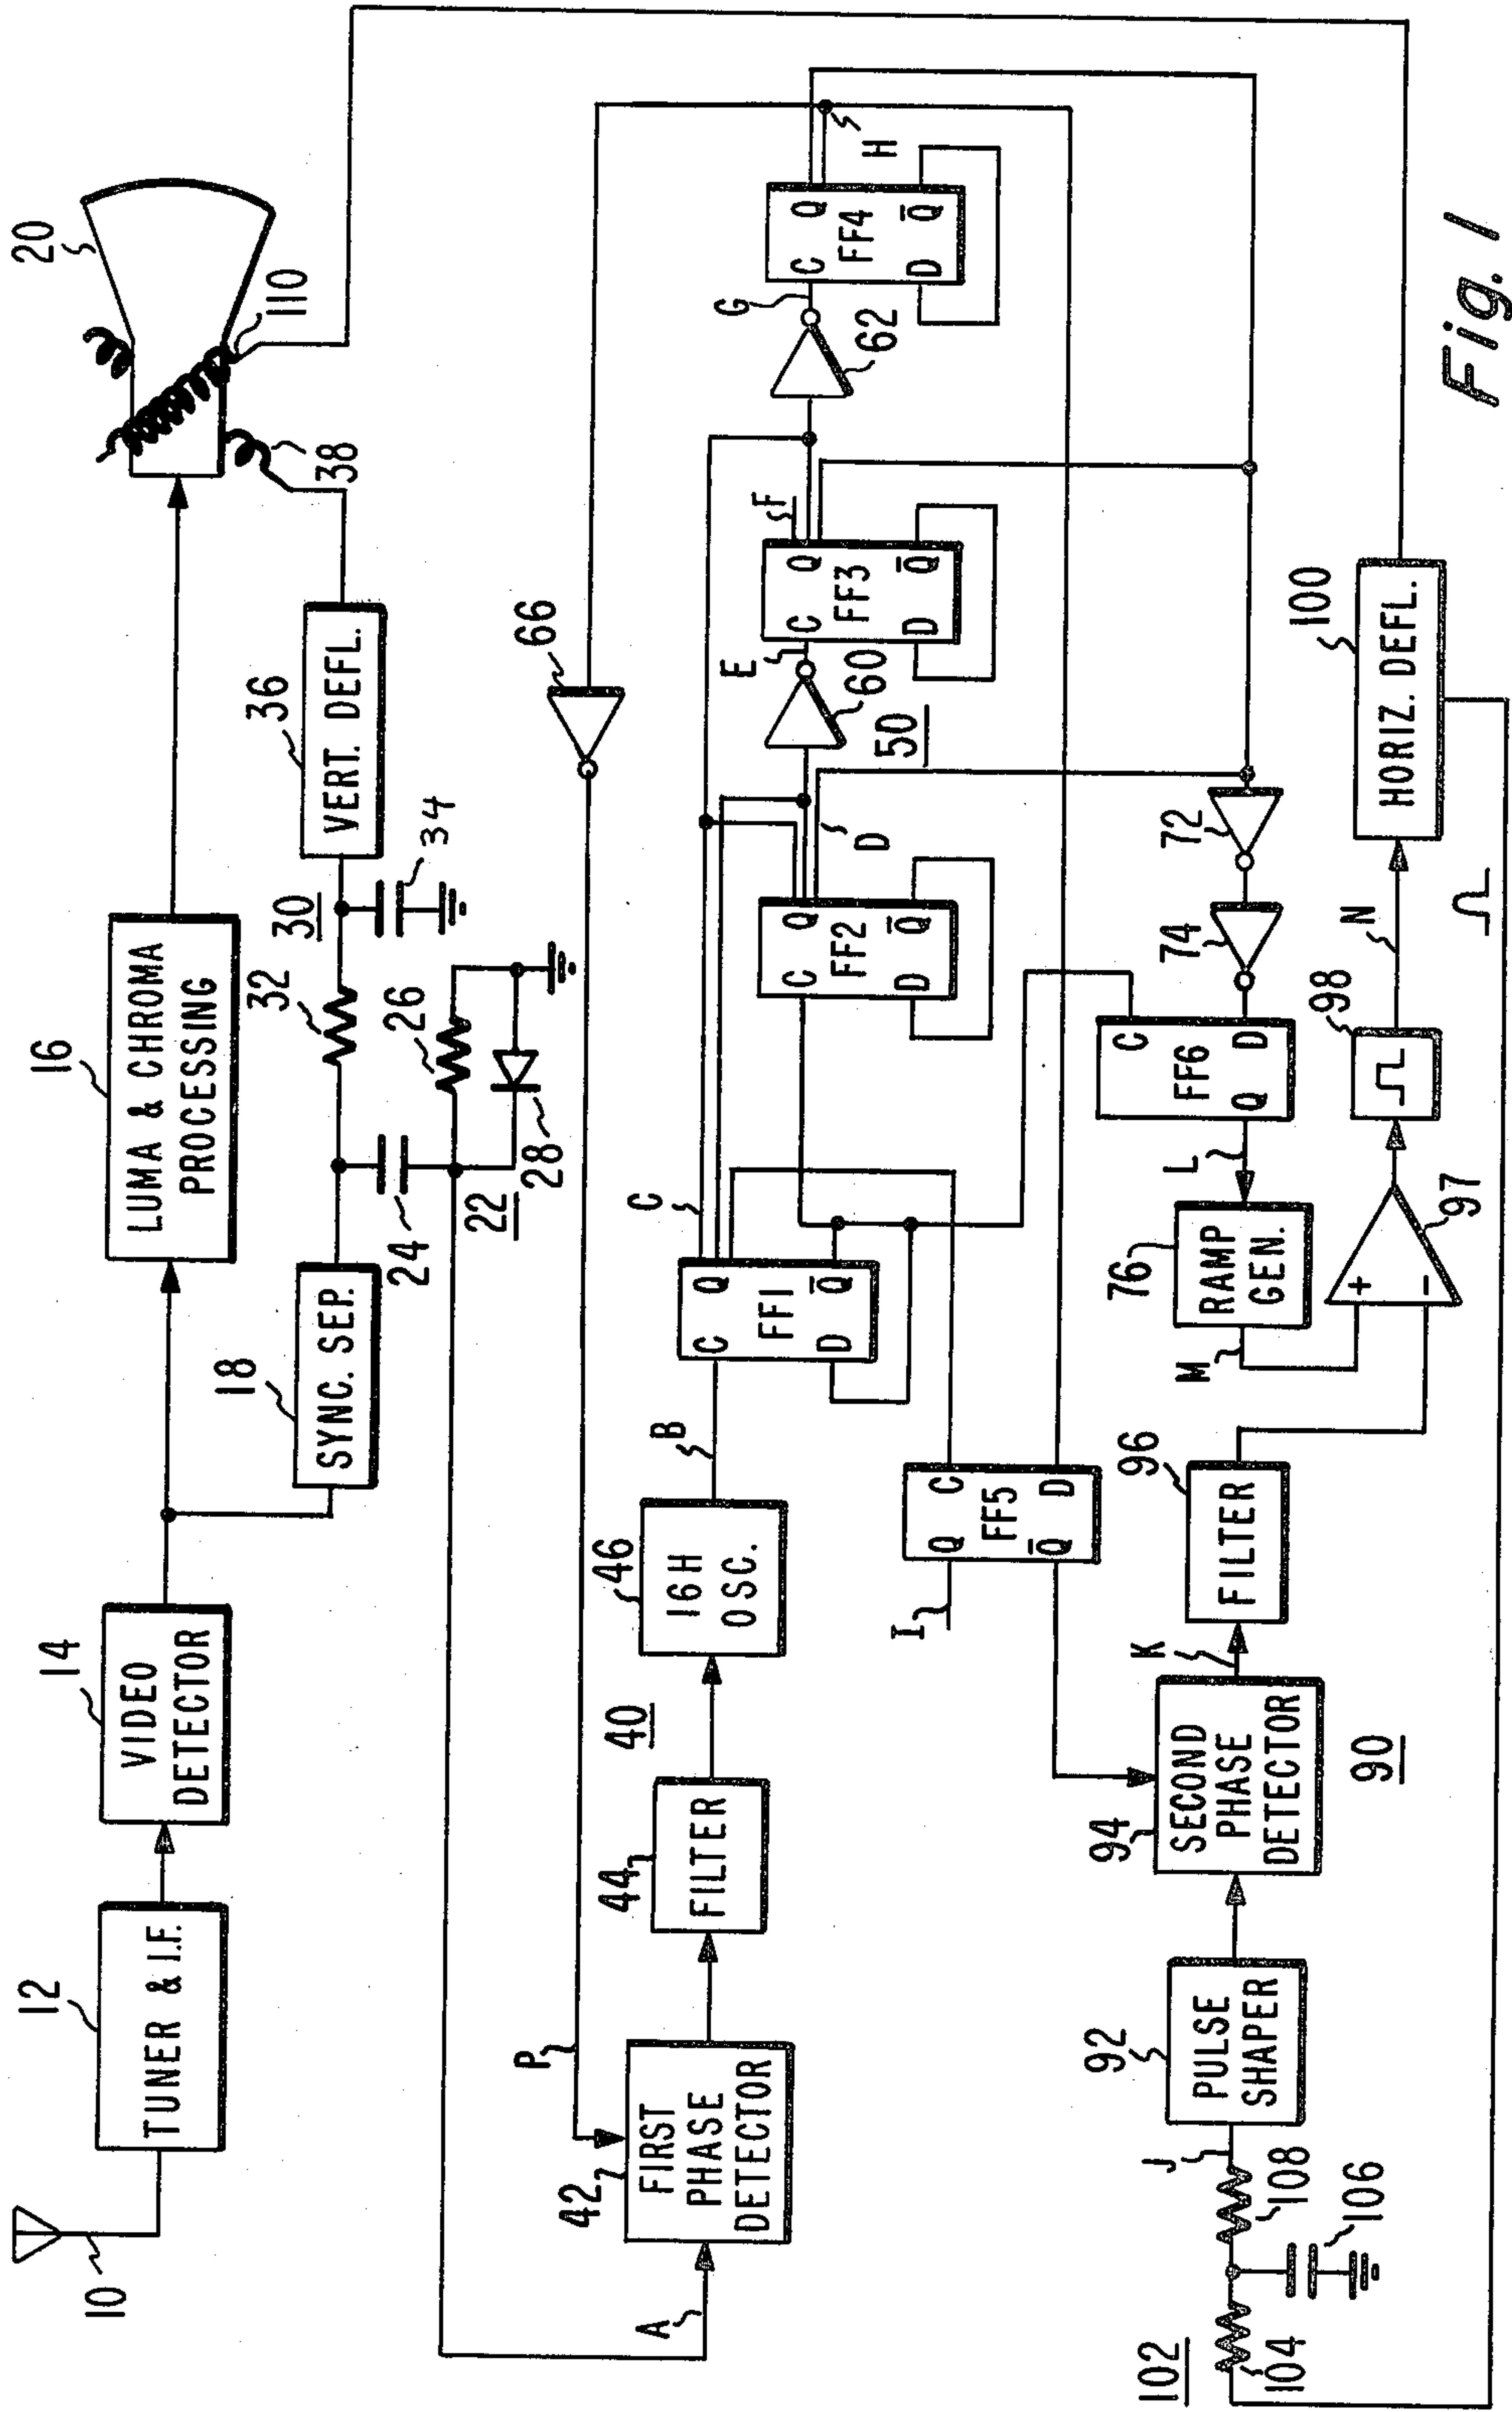 10
12
TUNER & I.F.
14
VIDEO
DETECTOR
16
LUMA & CHROMA
PROCESSING
20
110
38
18
SYNC. SEP.
24
22
26
28
32
30
34
36
VERT. DEFL.
66
P
A
42
FIRST
PHASE
DETECTOR
44
FILTER
40
46
16H
OSC.
B
C
C Q
FF1
D Q̅
C Q
FF2
D Q̅
D
50
60
E
C Q
FF3
D Q̅
F
62
G
C Q
FF4
D Q̅
H
I
Q C
FF5
Q̅ D
72
74
C
FF6
Q D
L
76
RAMP
GEN.
M
102
104
106
108
J
92
PULSE
SHAPER
94
SECOND
PHASE
DETECTOR
90
K
96
FILTER
+
−
97
98
N
100
HORIZ. DEFL.
Fig. 1